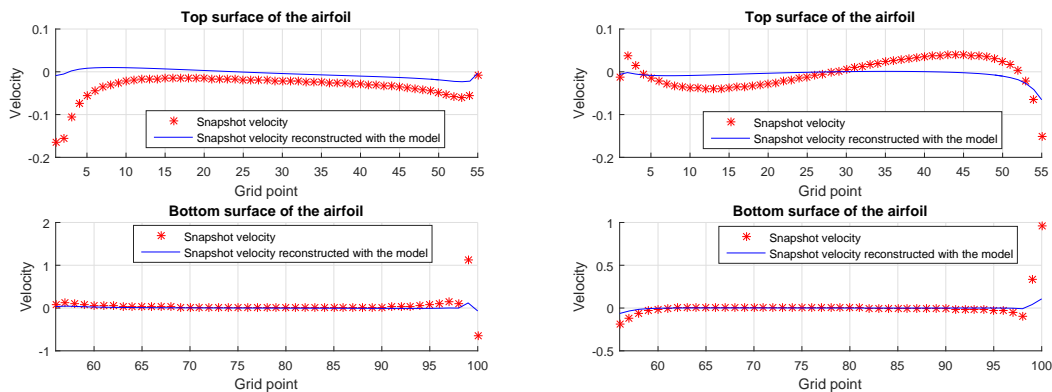 Top surface of the airfoil
0.1
0
-0.1
-0.2
Velocity
Snapshot velocity
Snapshot velocity reconstructed with the model
5 10 15 20 25 30 35 40 45 50 55
Grid point
Top surface of the airfoil
0.1
0
-0.1
-0.2
Velocity
Snapshot velocity
Snapshot velocity reconstructed with the model
5 10 15 20 25 30 35 40 45 50 55
Grid point
Bottom surface of the airfoil
2
1
0
-1
Velocity
Snapshot velocity
Snapshot velocity reconstructed with the model
60 65 70 75 80 85 90 95 100
Grid point
Bottom surface of the airfoil
1
0.5
0
-0.5
Velocity
Snapshot velocity
Snapshot velocity reconstructed with the model
60 65 70 75 80 85 90 95 100
Grid point